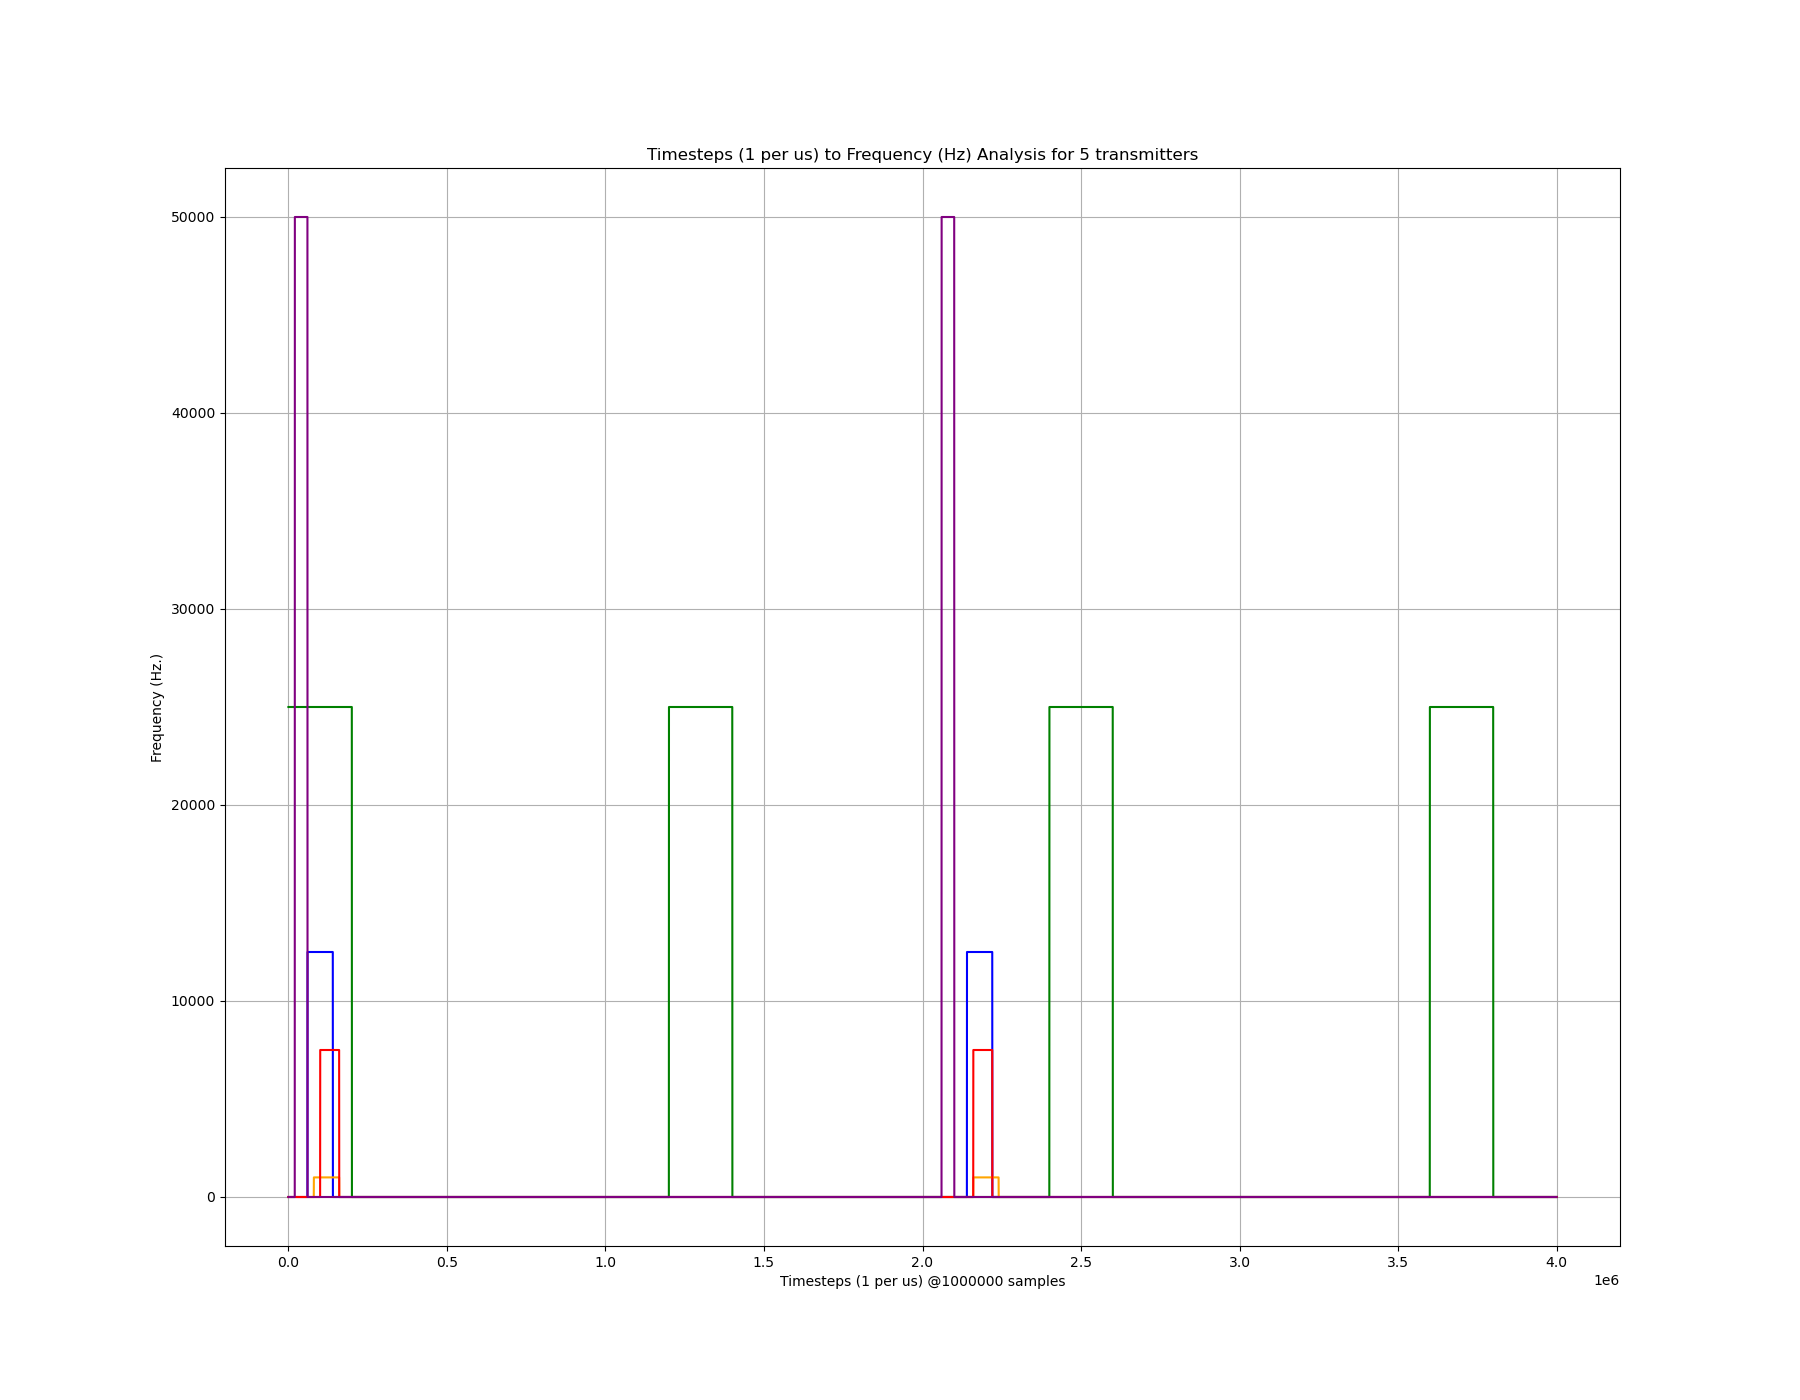 Timesteps (1 per us) to Frequency (Hz) Analysis for 5 transmitters
50000
40000
30000
20000
10000
0
Frequency (Hz.)
0.0 0.5 1.0 1.5 2.0 2.5 3.0 3.5 4.0
1e6
Timesteps (1 per us) @1000000 samples